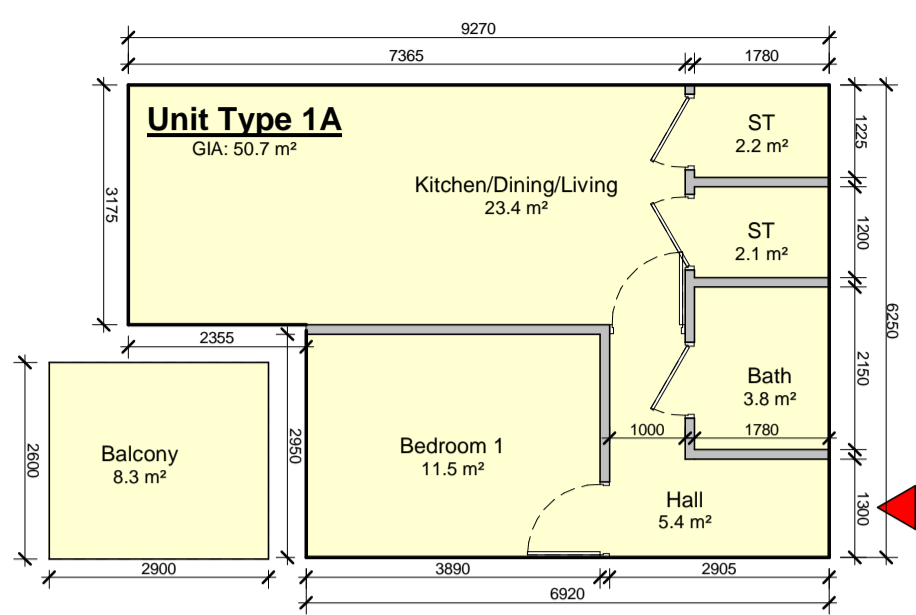 9270
7365
1780
Unit Type 1A
GIA: 50.7 m²
ST
2.2 m²
1225
Kitchen/Dining/Living
23.4 m²
3175
ST
2.1 m²
1200
6250
2355
2150
Bath
3.8 m²
1000
1780
Balcony
8.3 m²
2600
2950
Bedroom 1
11.5 m²
Hall
5.4 m²
1300
2900
3890
2905
6920